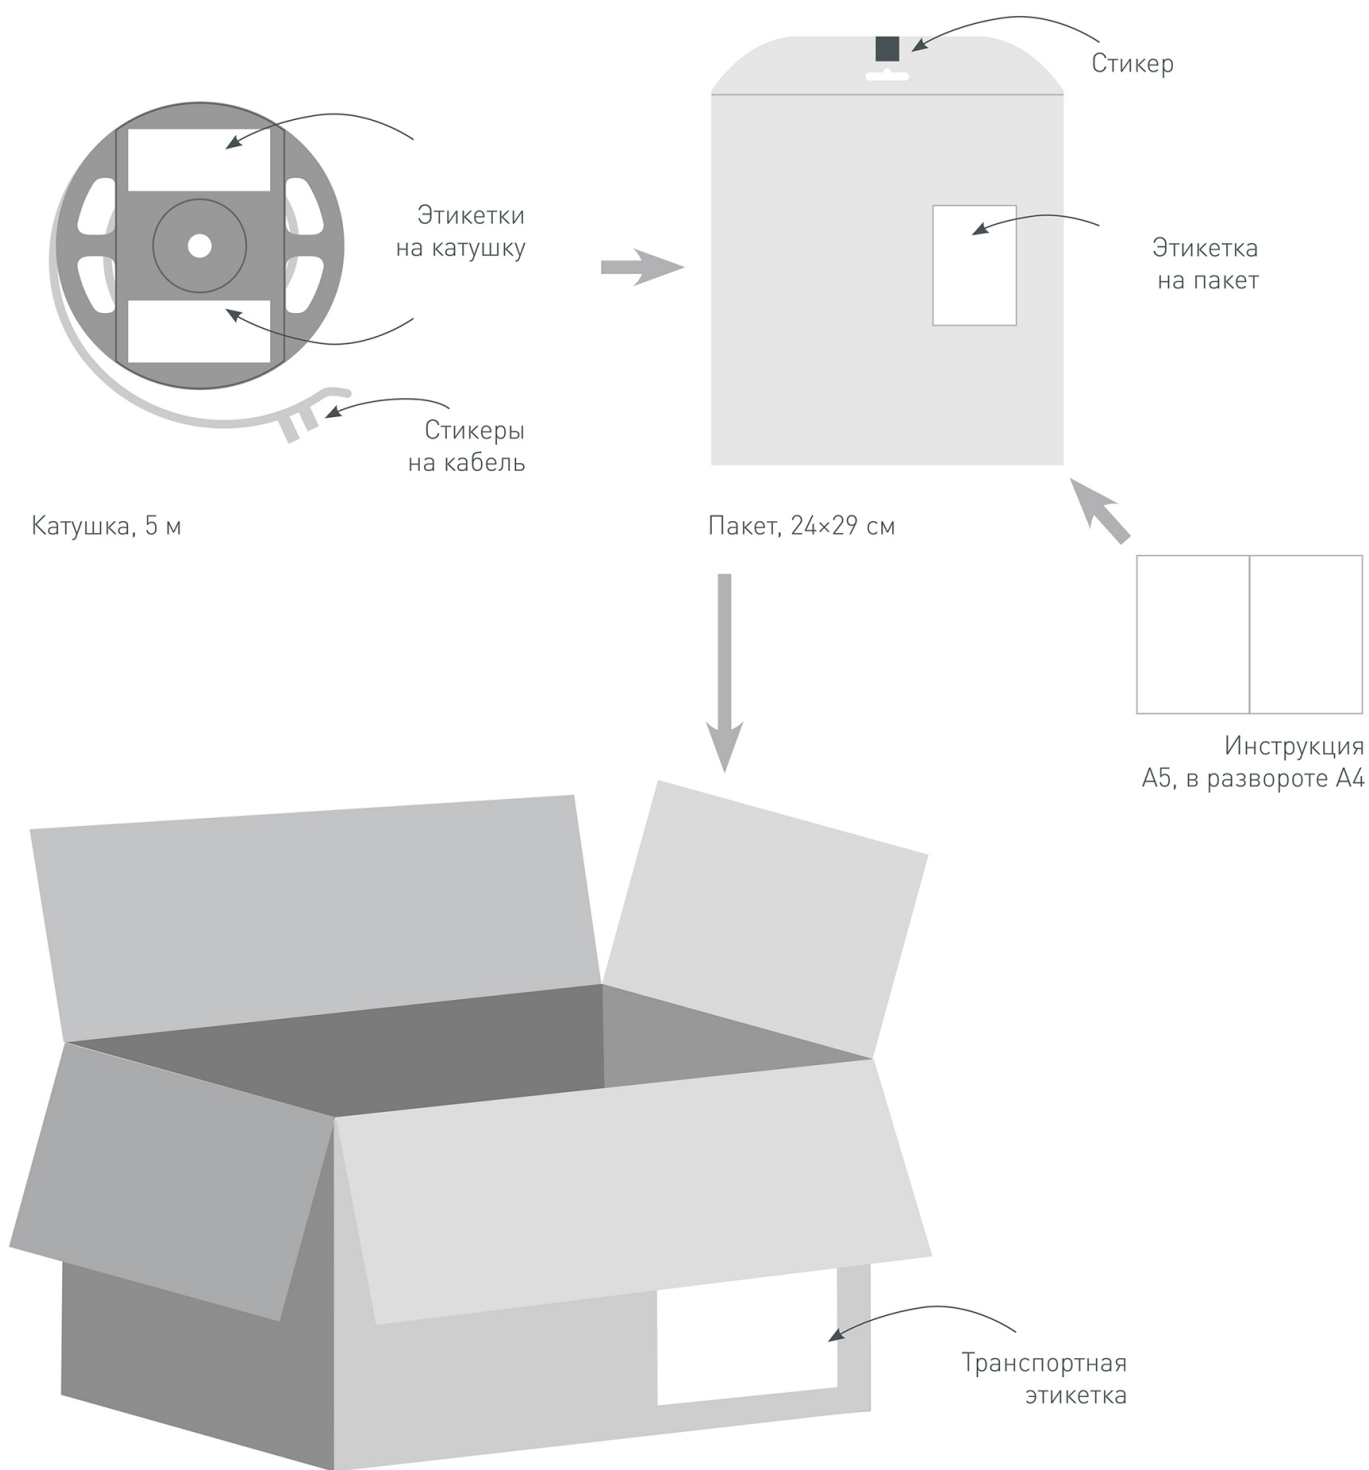 Стикер
Этикетки
на катушку
Этикетка
на пакет
Стикеры
на кабель
Катушка, 5 м
Пакет, 24×29 см
Инструкция
А5, в развороте А4
Транспортная
этикетка